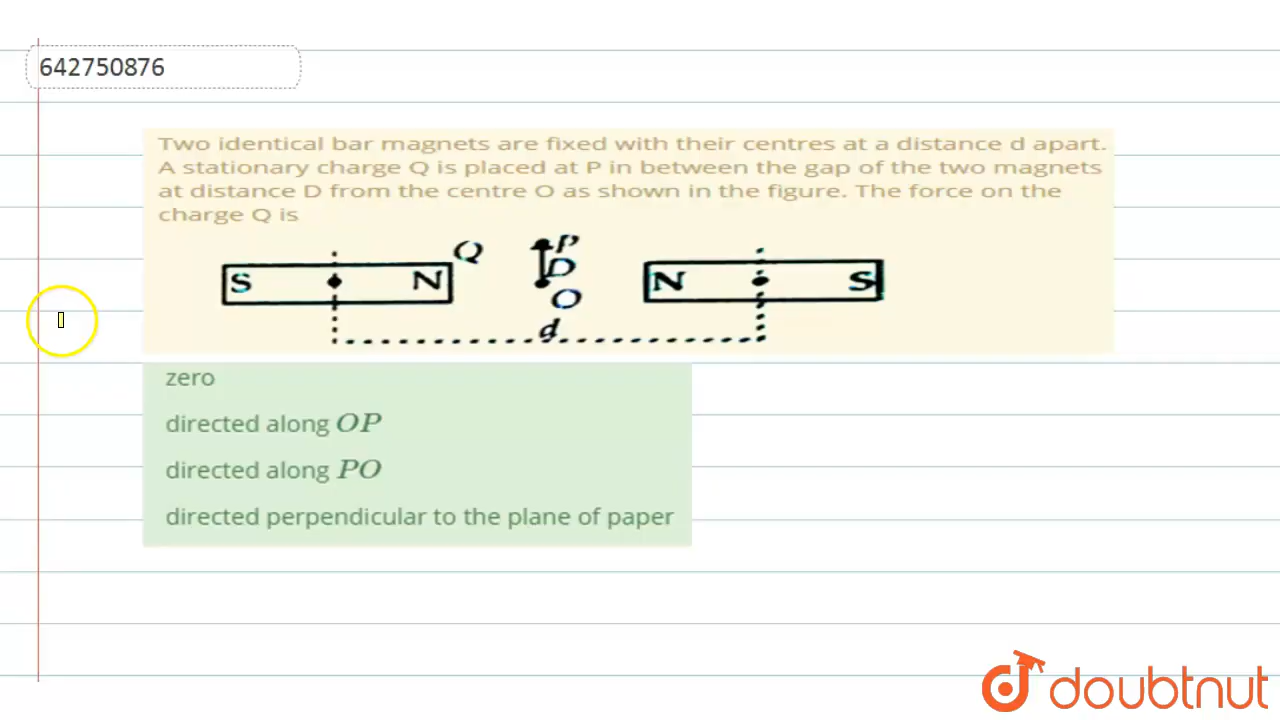 642750876
Two identical bar magnets are fixed with their centres at a distance d apart.
A stationary charge Q is placed at P in between the gap of the two magnets
at distance D from the centre O as shown in the figure. The force on the
charge Q is
Q P
S N D N S
O
d
zero
directed along OP
directed along PO
directed perpendicular to the plane of paper
doubtnut